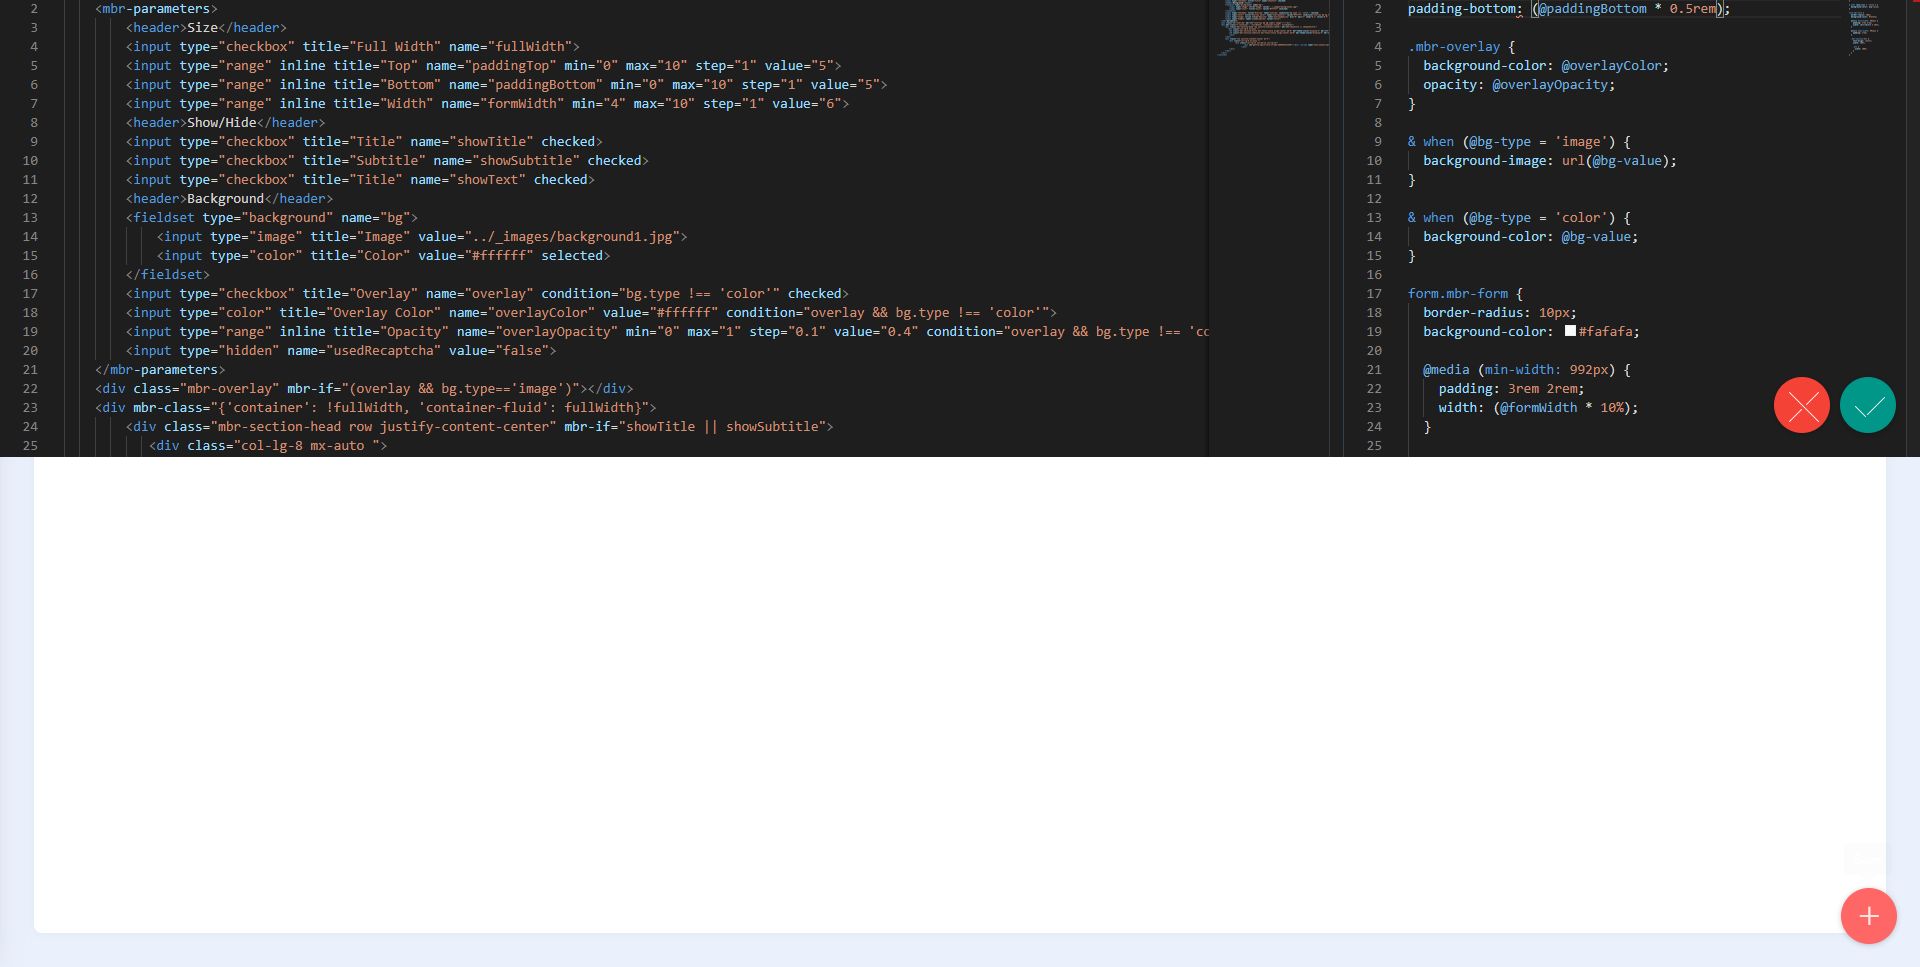 2 <mbr-parameters>
3 <header>Size</header>
4 <input type="checkbox" title="Full Width" name="fullWidth">
5 <input type="range" inline title="Top" name="paddingTop" min="0" max="10" step="1" value="5">
6 <input type="range" inline title="Bottom" name="paddingBottom" min="0" max="10" step="1" value="5">
7 <input type="range" inline title="Width" name="formWidth" min="4" max="10" step="1" value="6">
8 <header>Show/Hide</header>
9 <input type="checkbox" title="Title" name="showTitle" checked>
10 <input type="checkbox" title="Subtitle" name="showSubtitle" checked>
11 <input type="checkbox" title="Title" name="showText" checked>
12 <header>Background</header>
13 <fieldset type="background" name="bg">
14 <input type="image" title="Image" value="../_images/background1.jpg">
15 <input type="color" title="Color" value="#ffffff" selected>
16 </fieldset>
17 <input type="checkbox" title="Overlay" name="overlay" condition="bg.type !== 'color'" checked>
18 <input type="color" title="Overlay Color" name="overlayColor" value="#ffffff" condition="overlay && bg.type !== 'color'">
19 <input type="range" inline title="Opacity" name="overlayOpacity" min="0" max="1" step="0.1" value="0.4" condition="overlay && bg.type !== 'co
20 <input type="hidden" name="usedRecaptcha" value="false">
21 </mbr-parameters>
22 <div class="mbr-overlay" mbr-if="(overlay && bg.type=='image')"></div>
23 <div mbr-class="{'container': !fullWidth, 'container-fluid': fullWidth}">
24 <div class="mbr-section-head row justify-content-center" mbr-if="showTitle || showSubtitle">
25 <div class="col-lg-8 mx-auto ">
2 padding-bottom: (@paddingBottom * 0.5rem);
3
4 .mbr-overlay {
5 background-color: @overlayColor;
6 opacity: @overlayOpacity;
7 }
8
9 & when (@bg-type = 'image') {
10 background-image: url(@bg-value);
11 }
12
13 & when (@bg-type = 'color') {
14 background-color: @bg-value;
15 }
16
17 form.mbr-form {
18 border-radius: 10px;
19 background-color: #fafafa;
20
21 @media (min-width: 992px) {
22 padding: 3rem 2rem;
23 width: (@formWidth * 10%);
24 }
25